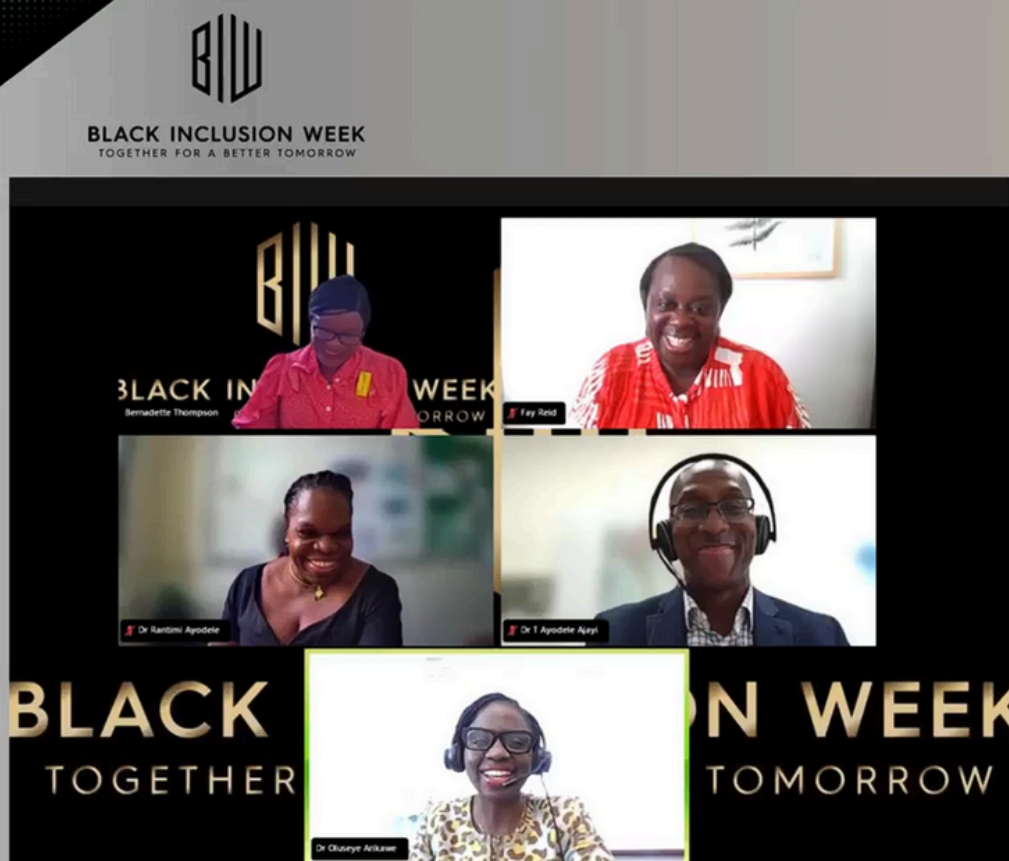 BIW
BLACK INCLUSION WEEK
TOGETHER FOR A BETTER TOMORROW
BIW
BLACK IN WEEK
ORROW
Bernadette Thompson
Fay Reid
Dr Rantimi Ayodele
Dr T Ayodele Ajayi
BLACK ON WEEK
TOGETHER TOMORROW
Dr Oluseye Arikawe